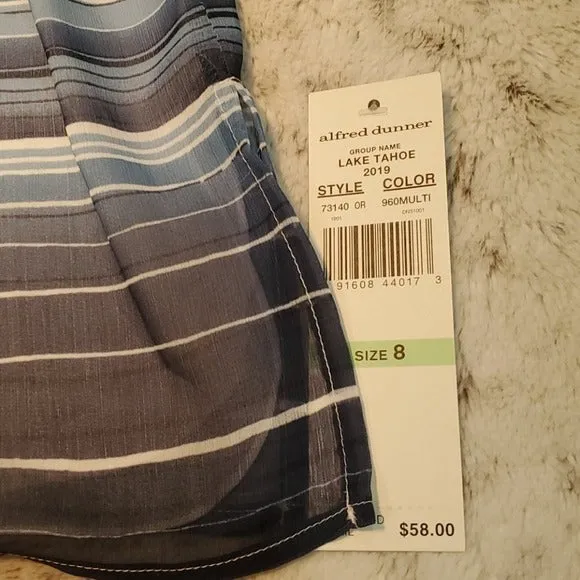 alfred dunner
GROUP NAME
LAKE TAHOE
2019
STYLE COLOR
73140 OR 960MULTI
91608 44017 3
SIZE 8
$58.00